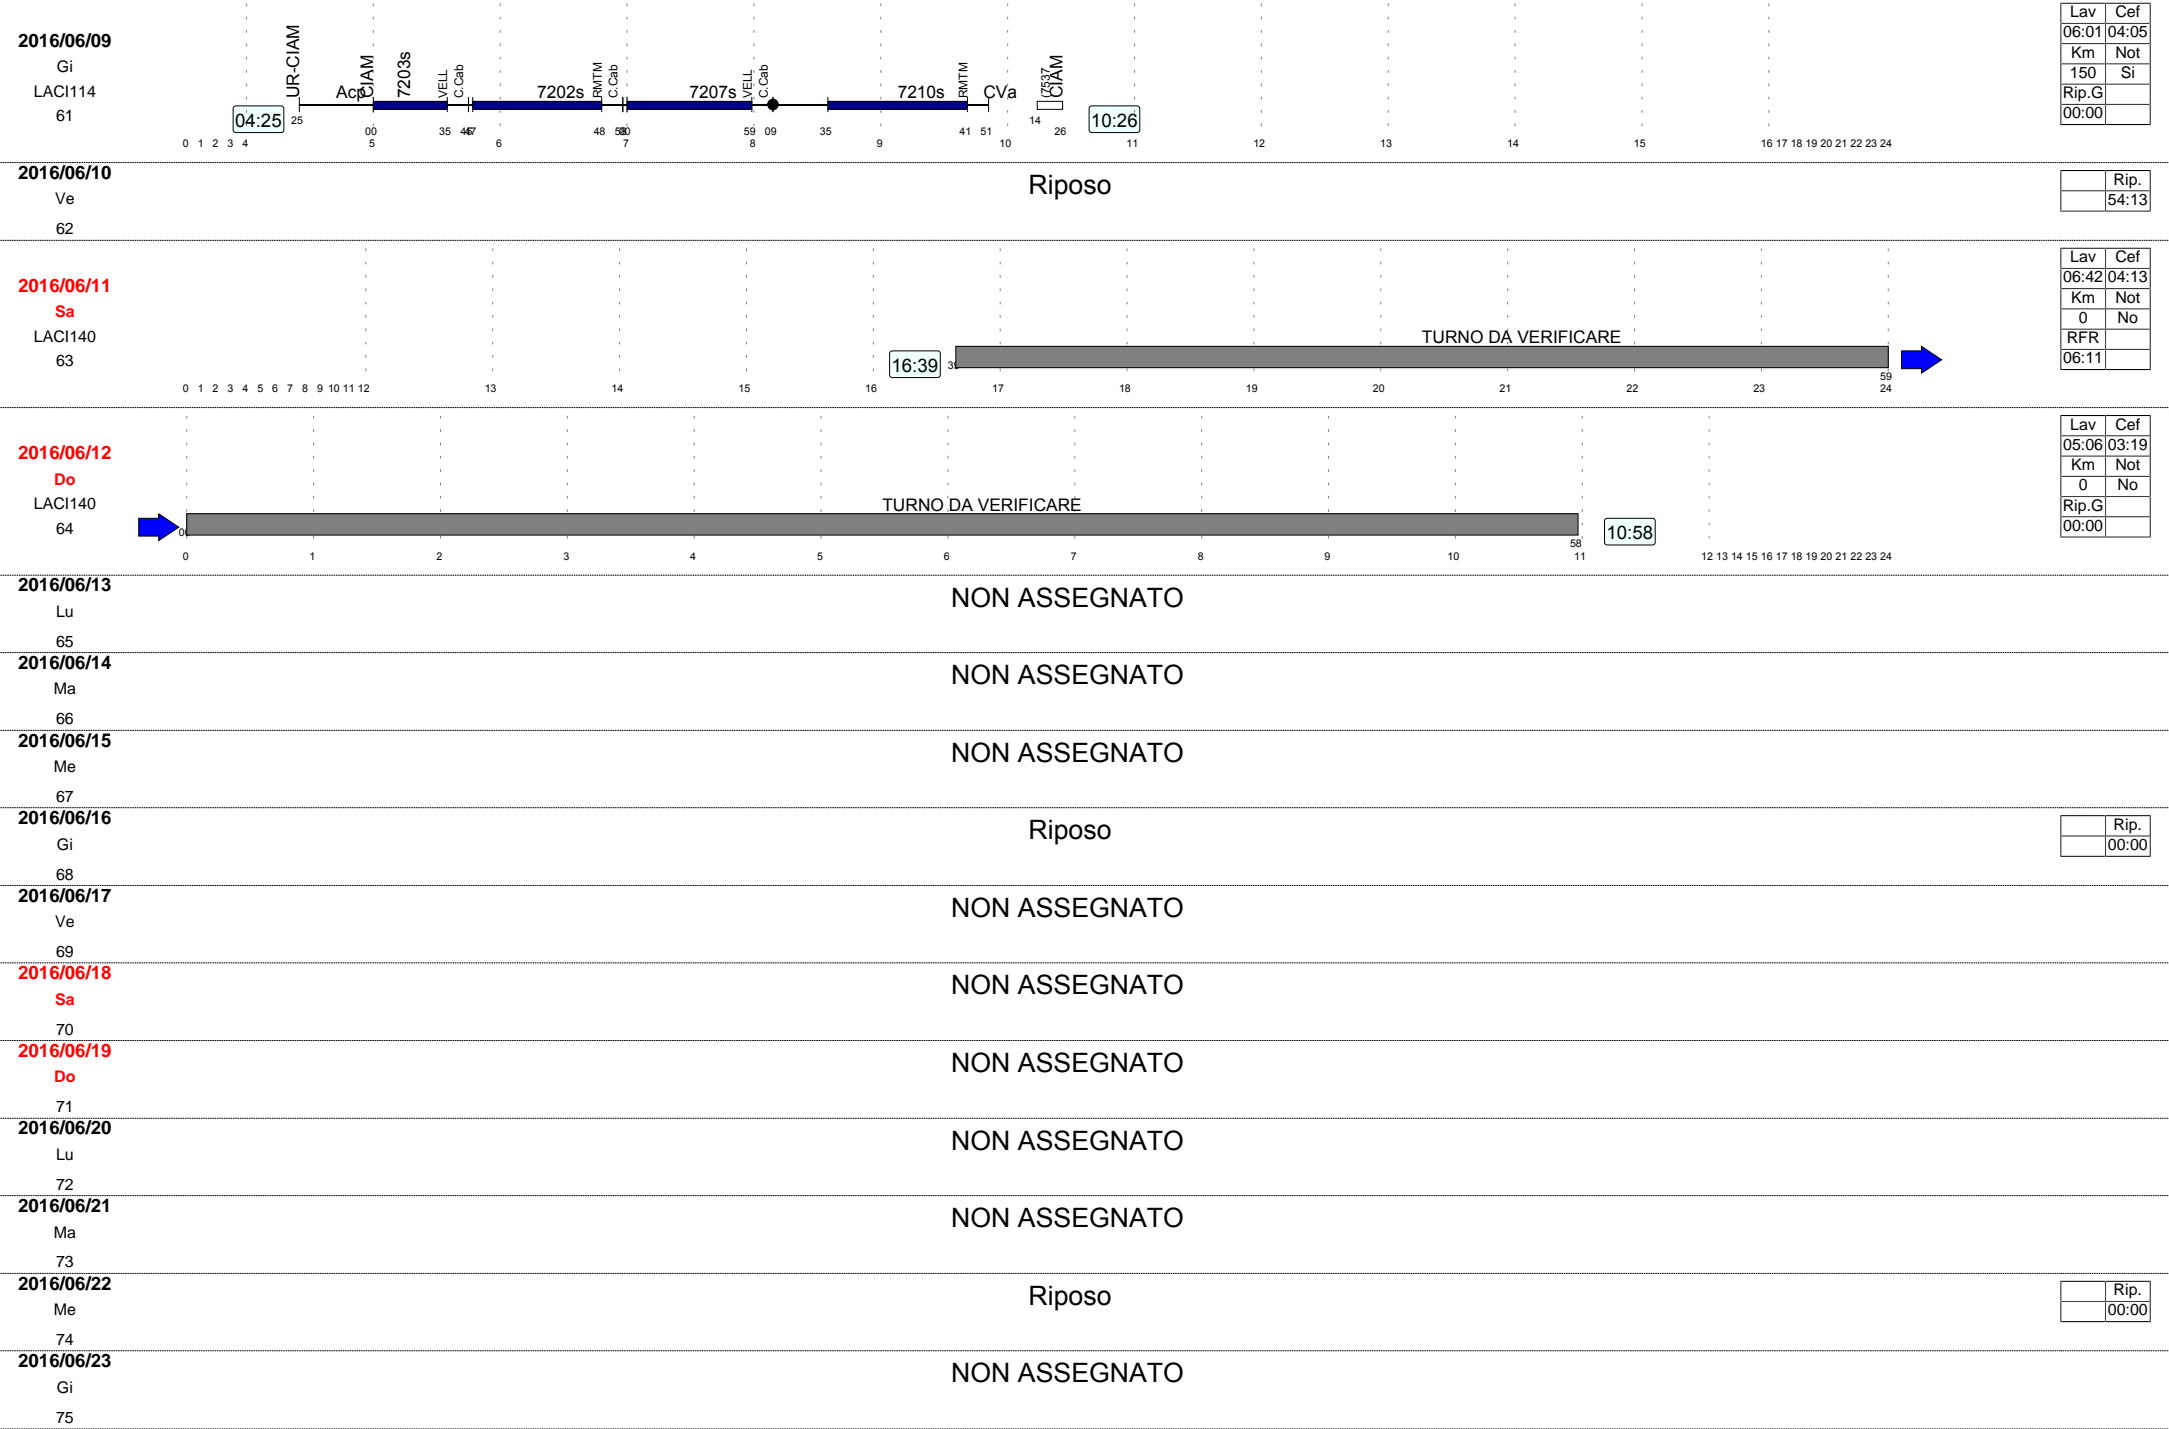 2016/06/09
Gi
LACI114
61
04:25
UR-CIAM
Acp
CIAM
7203s
VELL
C.Cab
7202s
RMTM
C.Cab
7207s
VELL
C.Cab
7210s
RMTM
CVa
(7537
CIAM
10:26
25 00 35 48 59 09 35 41 51 14 26
0 1 2 3 4 5 6 7 8 9 10 11 12 13 14 15 16 17 18 19 20 21 22 23 24
Lav Cef
06:01 04:05
Km Not
150 Si
Rip.G
00:00
2016/06/10
Ve
62
Riposo
Rip.
54:13
2016/06/11
Sa
LACI140
63
16:39
TURNO DA VERIFICARE
59
0 1 2 3 4 5 6 7 8 9 10 11 12 13 14 15 16 17 18 19 20 21 22 23 24
Lav Cef
06:42 04:13
Km Not
0 No
RFR
06:11
2016/06/12
Do
LACI140
64
TURNO DA VERIFICARE
58
10:58
0 1 2 3 4 5 6 7 8 9 10 11 12 13 14 15 16 17 18 19 20 21 22 23 24
Lav Cef
05:06 03:19
Km Not
0 No
Rip.G
00:00
2016/06/13
Lu
65
NON ASSEGNATO
2016/06/14
Ma
66
NON ASSEGNATO
2016/06/15
Me
67
NON ASSEGNATO
2016/06/16
Gi
68
Riposo
Rip.
00:00
2016/06/17
Ve
69
NON ASSEGNATO
2016/06/18
Sa
70
NON ASSEGNATO
2016/06/19
Do
71
NON ASSEGNATO
2016/06/20
Lu
72
NON ASSEGNATO
2016/06/21
Ma
73
NON ASSEGNATO
2016/06/22
Me
74
Riposo
Rip.
00:00
2016/06/23
Gi
75
NON ASSEGNATO